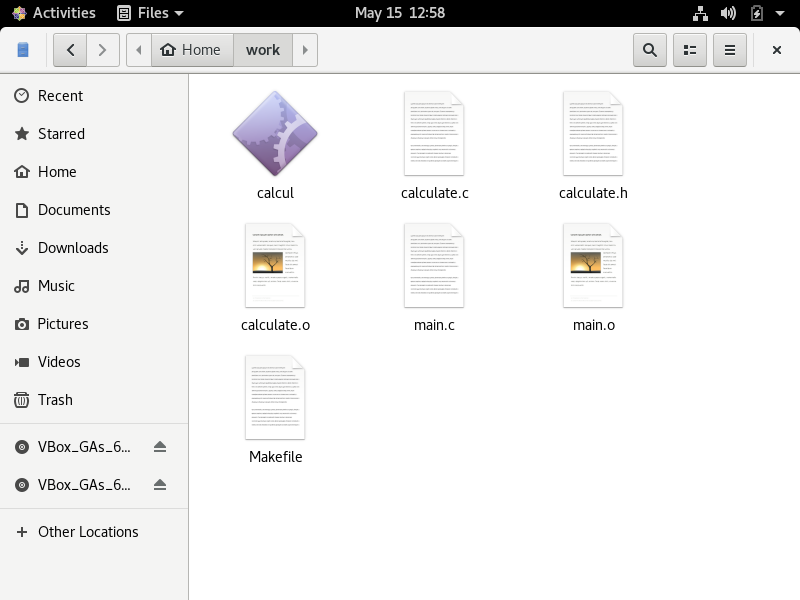 Activities Files May 15 12:58
Home work
Recent
Starred
Home
Documents
Downloads
Music
Pictures
Videos
Trash
VBox_GAs_6...
VBox_GAs_6...
Other Locations
calcul calculate.c calculate.h
calculate.o main.c main.o
Makefile